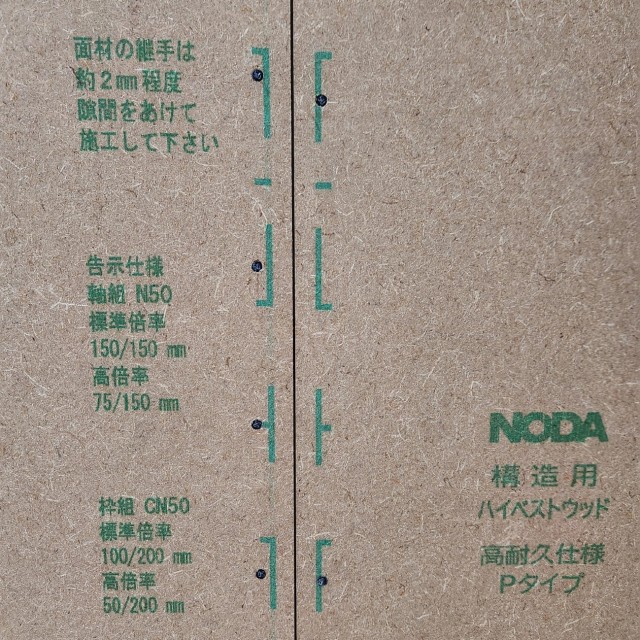 面材の継手は
約2mm程度
隙間をあけて
施工して下さい
告示仕様
軸組 N50
標準倍率
150/150 mm
高倍率
75/150 mm
枠組 CN50
標準倍率
100/200 mm
高倍率
50/200 mm
NODA
構造用
ハイベストウッド
高耐久仕様
Pタイプ